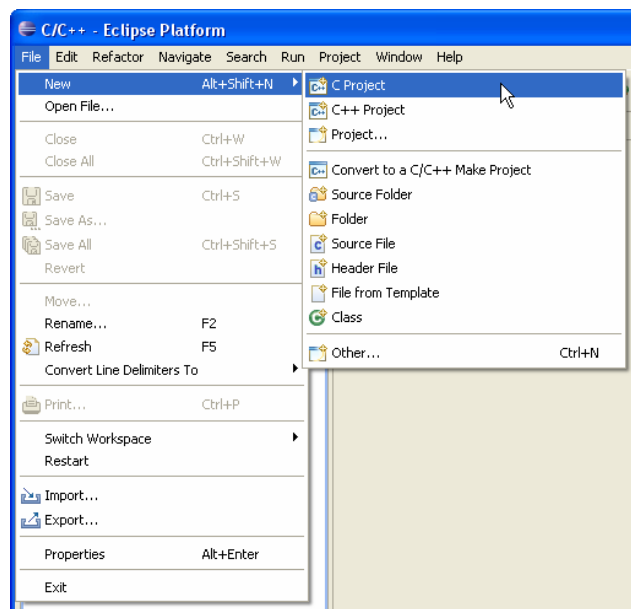 C/C++ - Eclipse Platform
File Edit Refactor Navigate Search Run Project Window Help
New Alt+Shift+N
Open File...
Close Ctrl+W
Close All Ctrl+Shift+W
Save Ctrl+S
Save As...
Save All Ctrl+Shift+S
Revert
Move...
Rename... F2
Refresh F5
Convert Line Delimiters To
Print... Ctrl+P
Switch Workspace
Restart
Import...
Export...
Properties Alt+Enter
Exit
C Project
C++ Project
Project...
Convert to a C/C++ Make Project
Source Folder
Folder
Source File
Header File
File from Template
Class
Other... Ctrl+N